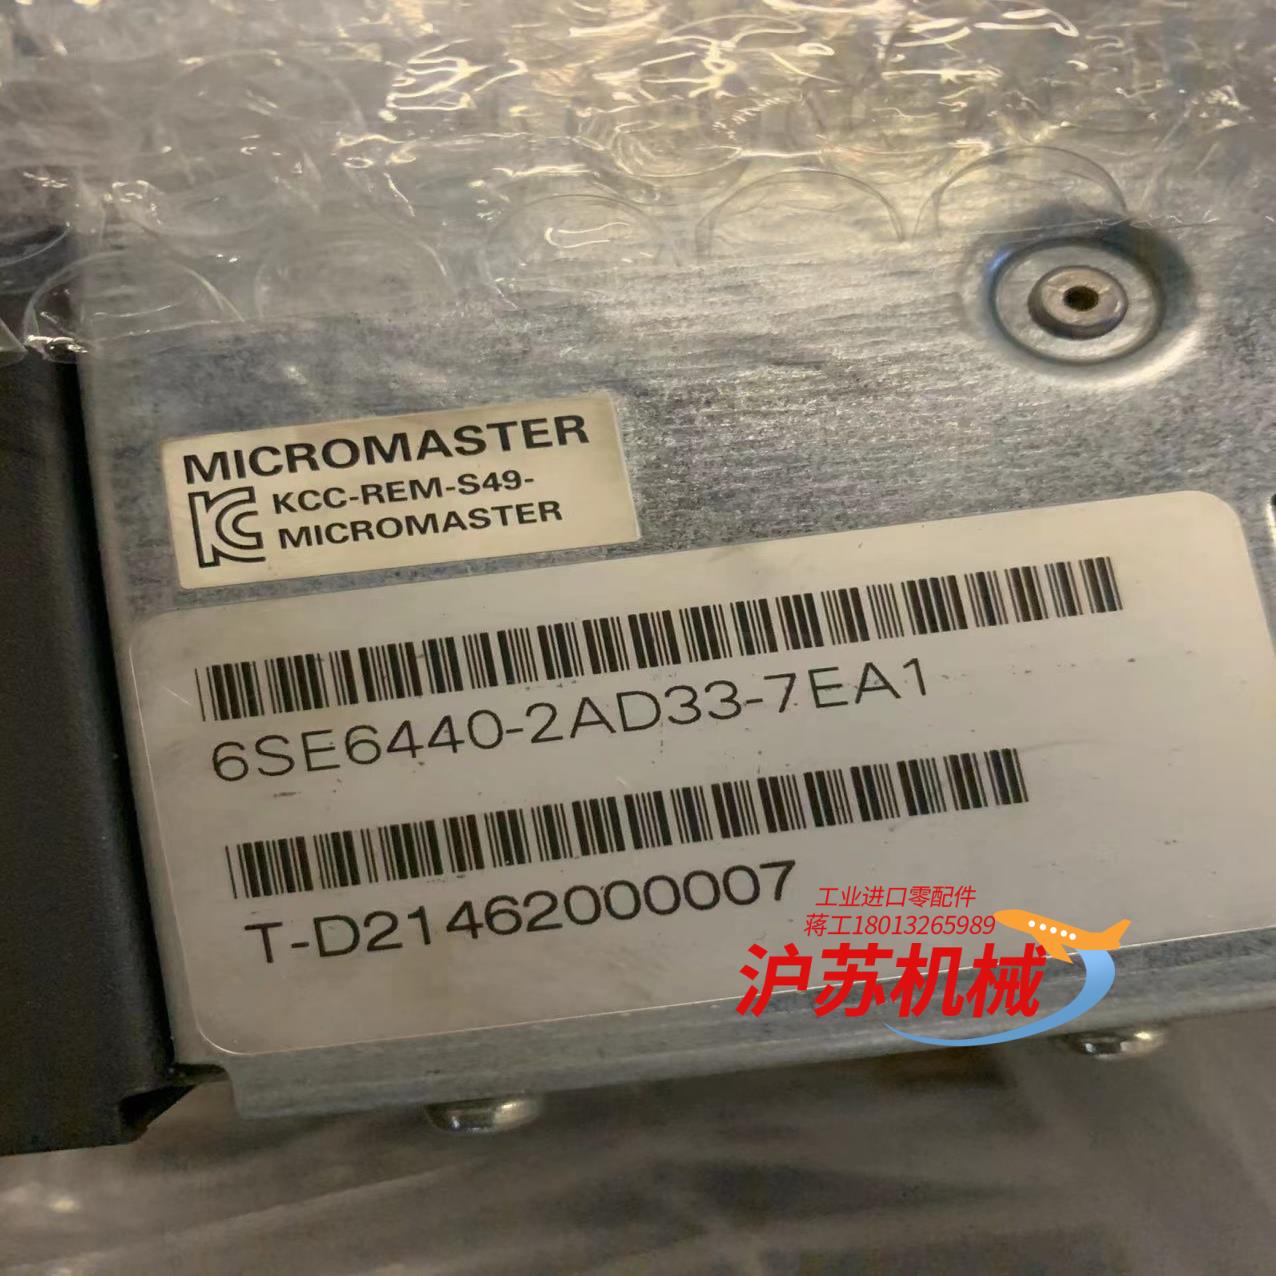 MICROMASTER
KCC-REM-S49-
MICROMASTER
6SE6440-2AD33-7EA1
T-D21462000007
工业进口零配件
蒋工18013265989
沪苏机械